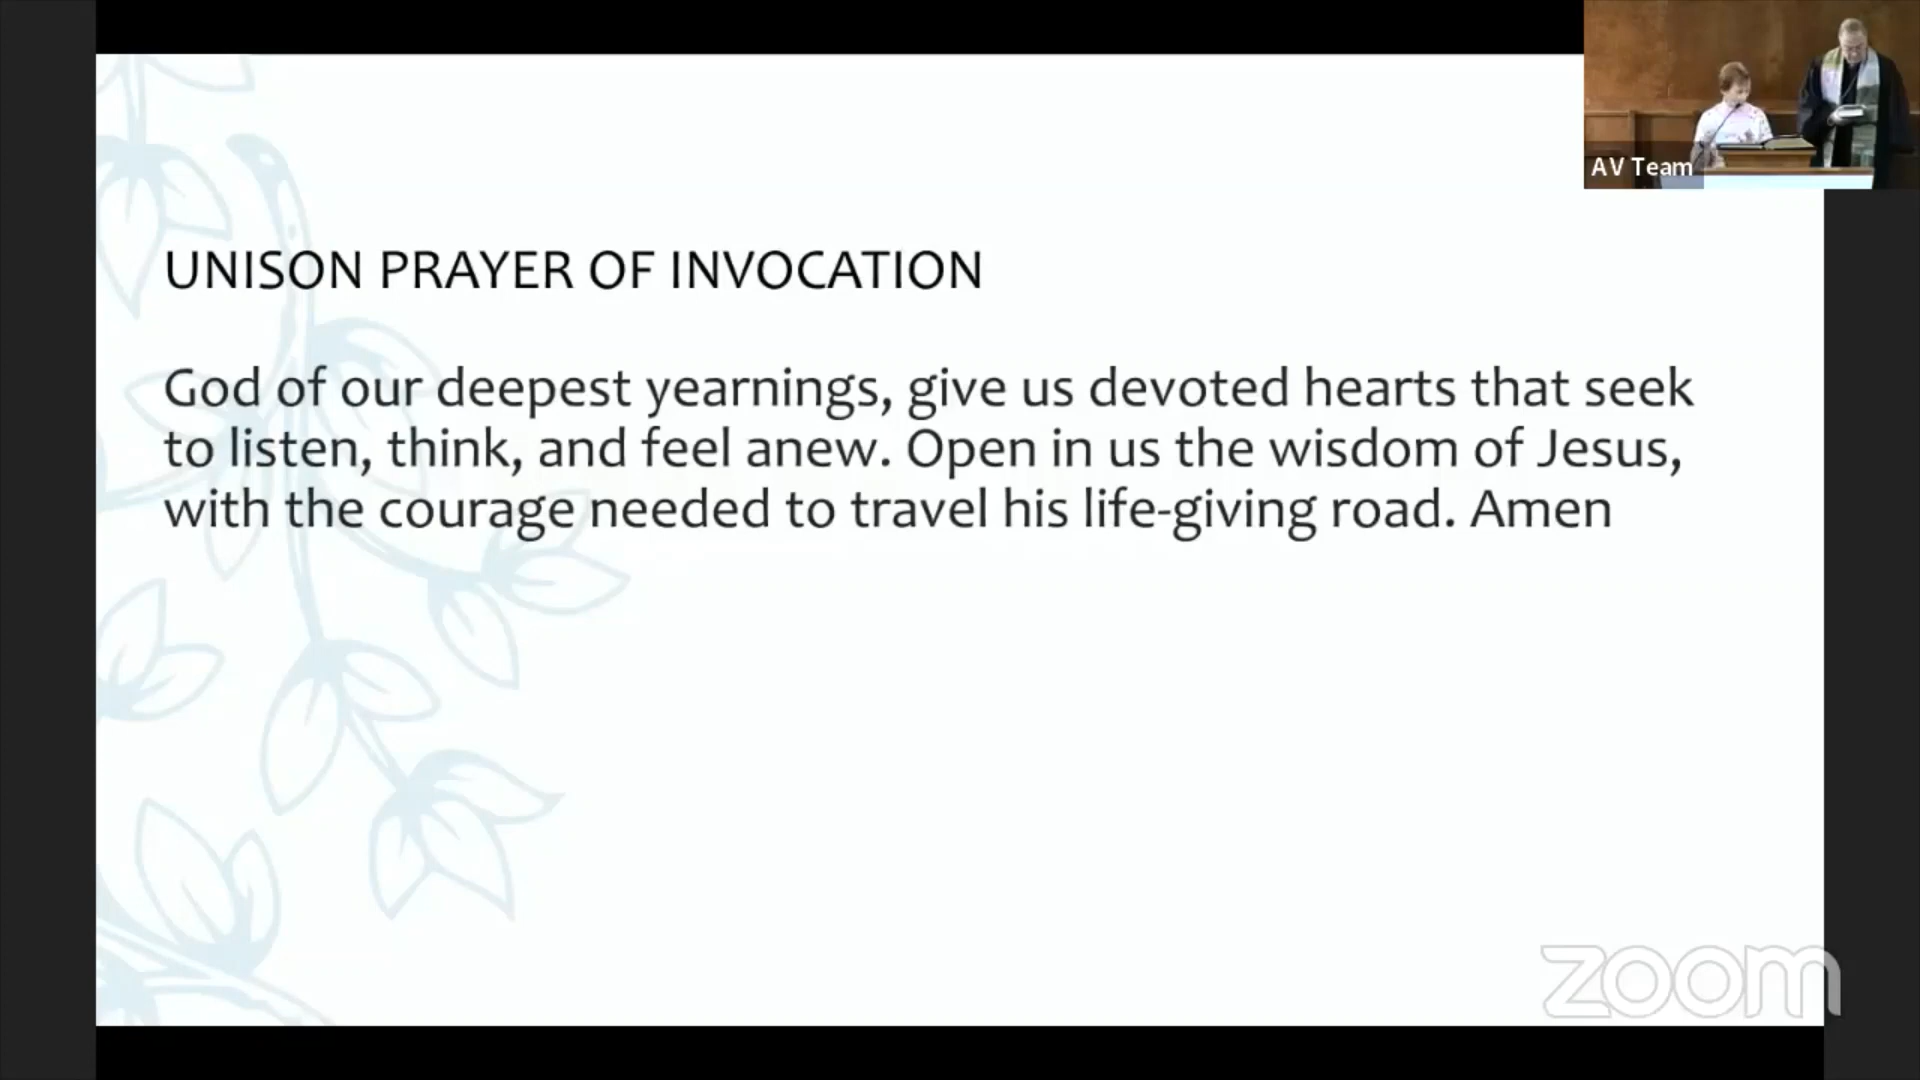 AV Team
UNISON PRAYER OF INVOCATION
God of our deepest yearnings, give us devoted hearts that seek
to listen, think, and feel anew. Open in us the wisdom of Jesus,
with the courage needed to travel his life-giving road. Amen
zoom